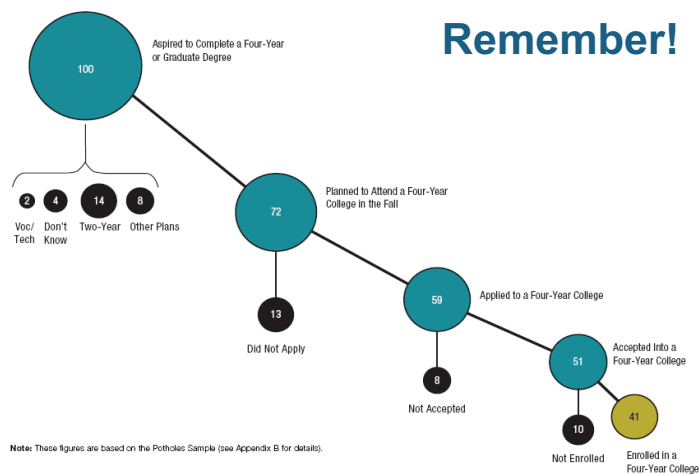 Remember!
100
Aspired to Complete a Four-Year
or Graduate Degree
2
4
14
8
Voc/
Tech
Don't
Know
Two-Year
Other Plans
72
Planned to Attend a Four-Year
College in the Fall
13
Did Not Apply
59
Applied to a Four-Year College
8
Not Accepted
51
Accepted Into a
Four-Year College
10
Not Enrolled
41
Enrolled in a
Four-Year College
Note: These figures are based on the Potholes Sample (see Appendix B for details).